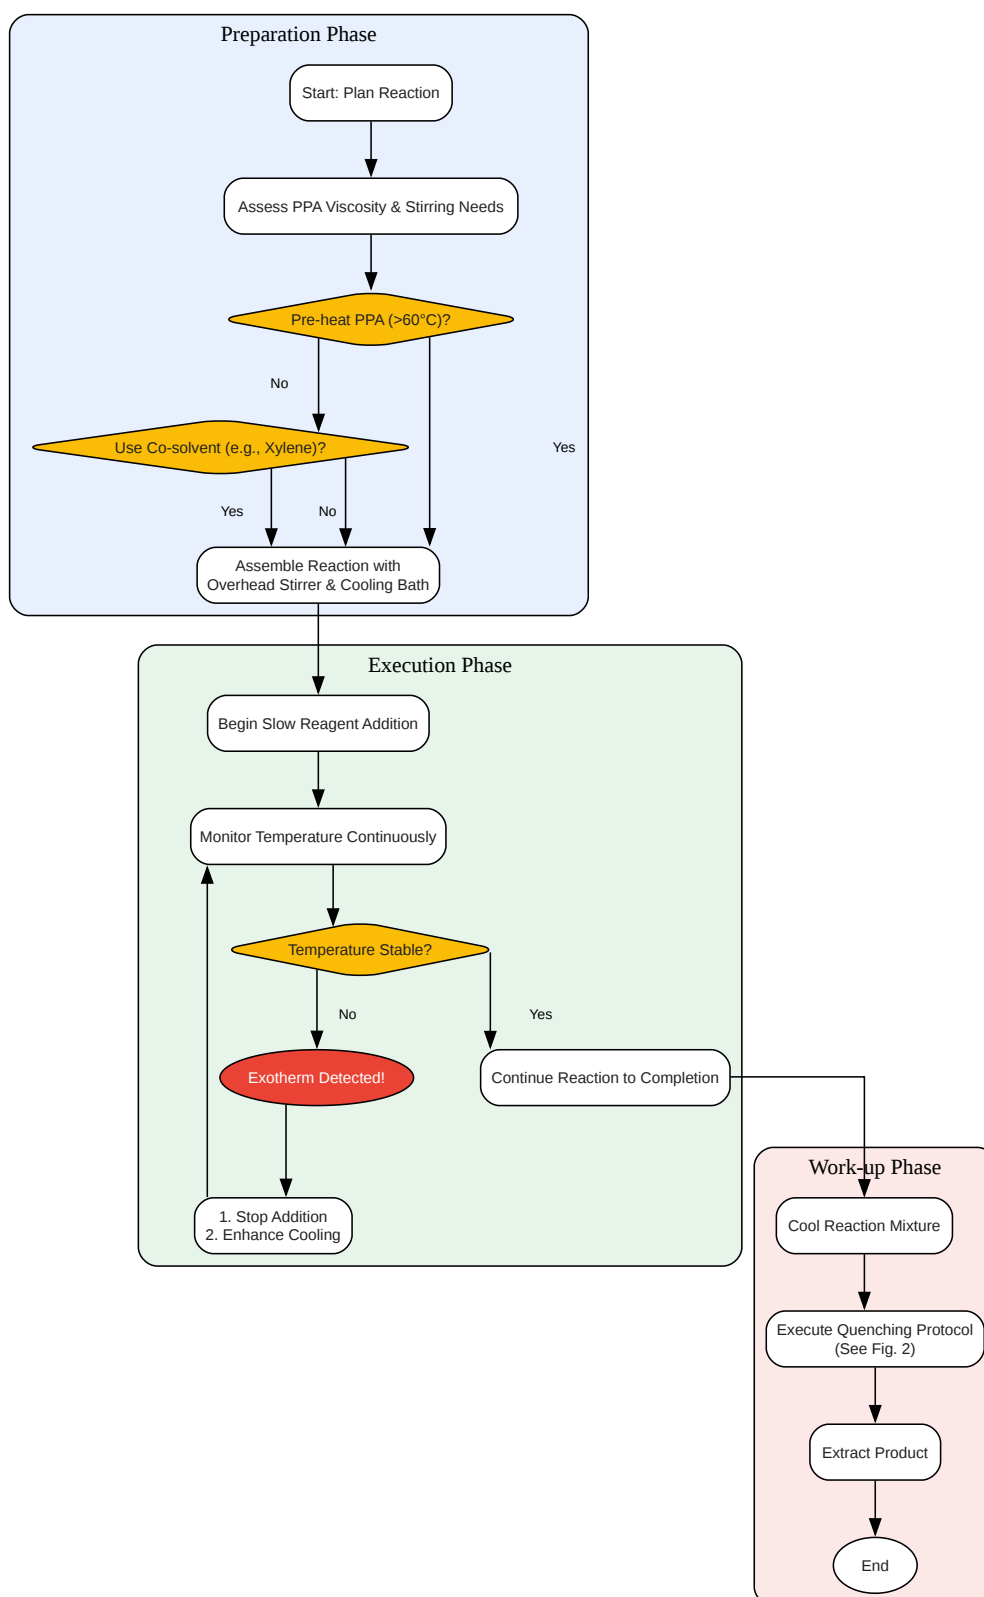 Preparation Phase
Start: Plan Reaction
Assess PPA Viscosity & Stirring Needs
Pre-heat PPA (>60°C)?
No
Use Co-solvent (e.g., Xylene)?
Yes
Yes
No
Assemble Reaction with
Overhead Stirrer & Cooling Bath
Execution Phase
Begin Slow Reagent Addition
Monitor Temperature Continuously
Temperature Stable?
No
Yes
Exotherm Detected!
Continue Reaction to Completion
1. Stop Addition
2. Enhance Cooling
Work-up Phase
Cool Reaction Mixture
Execute Quenching Protocol
(See Fig. 2)
Extract Product
End